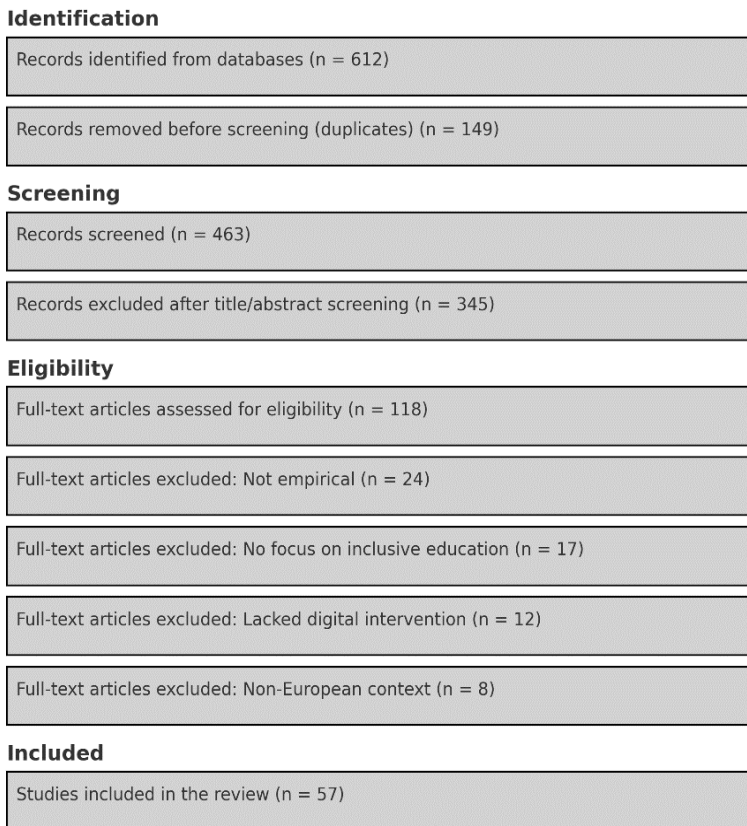 Identification
Records identified from databases (n = 612)
Records removed before screening (duplicates) (n = 149)
Screening
Records screened (n = 463)
Records excluded after title/abstract screening (n = 345)
Eligibility
Full-text articles assessed for eligibility (n = 118)
Full-text articles excluded: Not empirical (n = 24)
Full-text articles excluded: No focus on inclusive education (n = 17)
Full-text articles excluded: Lacked digital intervention (n = 12)
Full-text articles excluded: Non-European context (n = 8)
Included
Studies included in the review (n = 57)